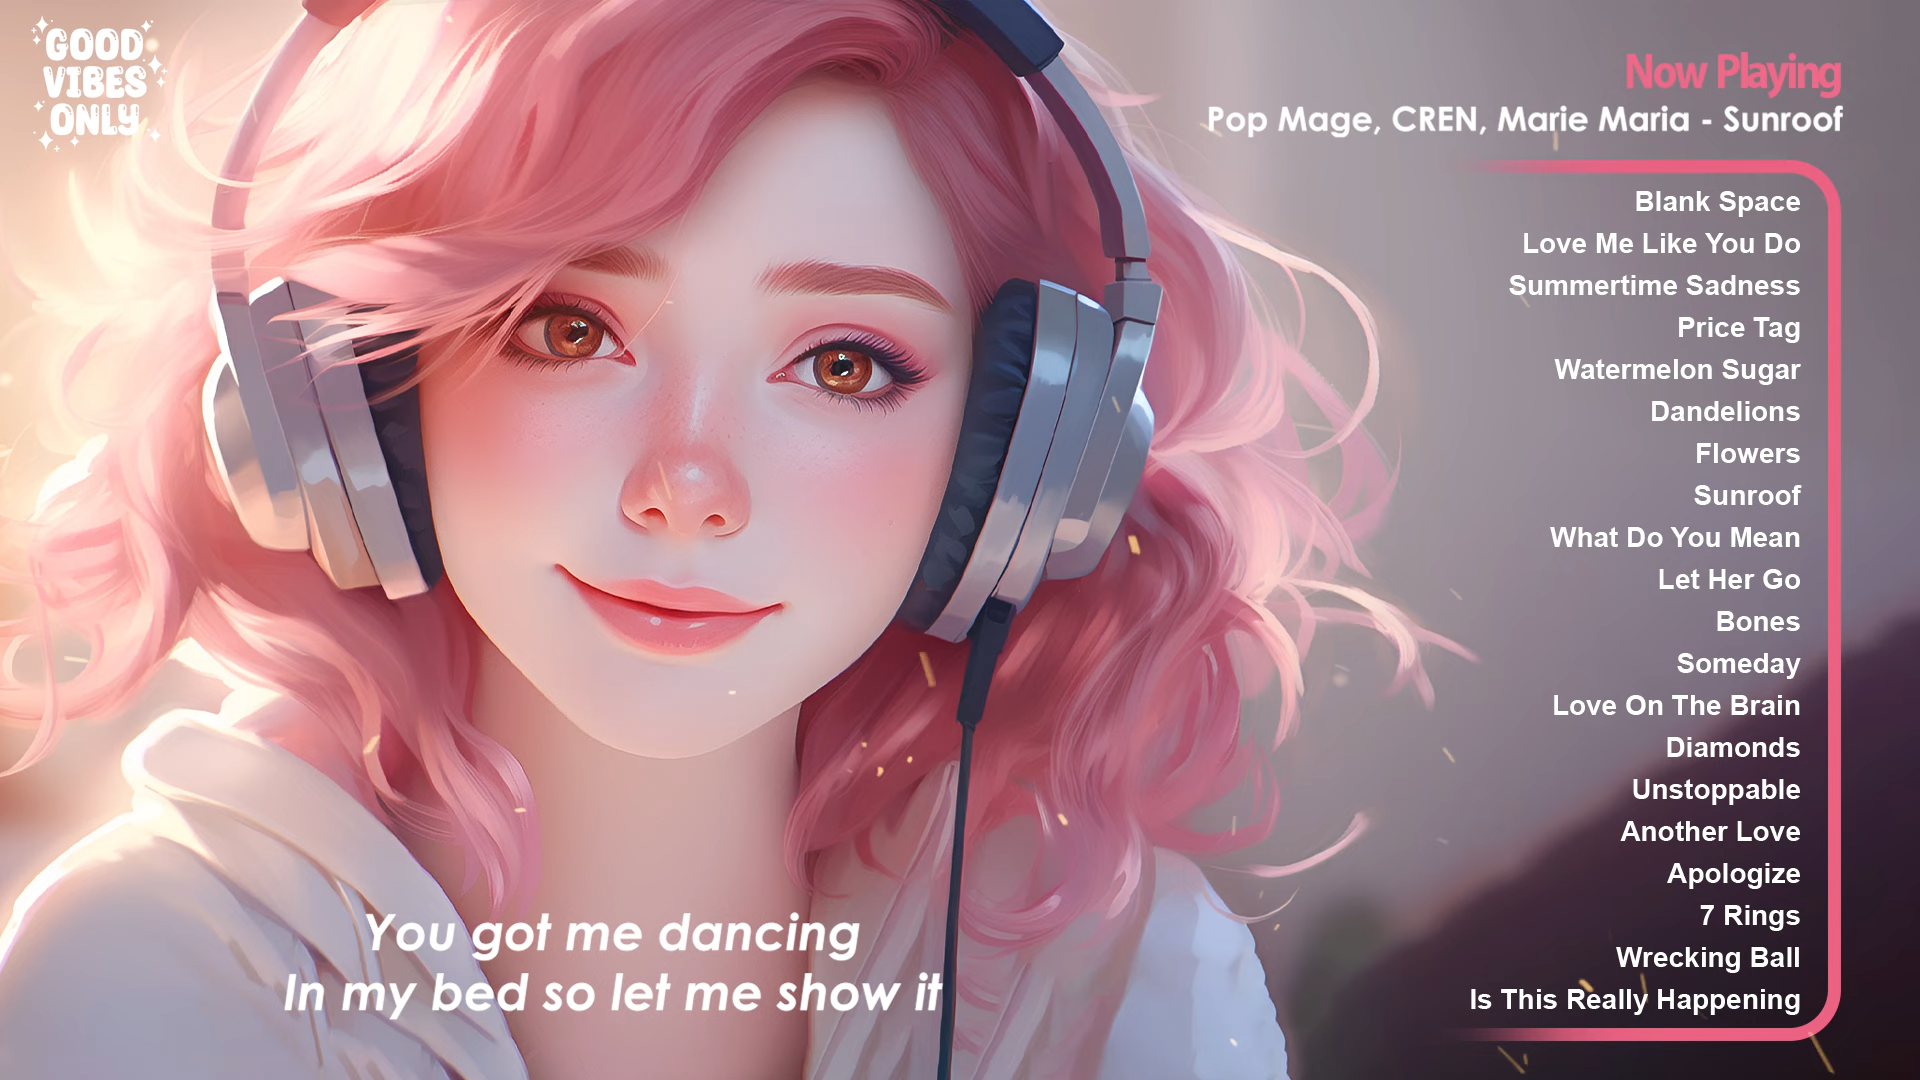 GOOD
VIBES
ONLY
Now Playing
Pop Mage, CREN, Marie Maria - Sunroof
Blank Space
Love Me Like You Do
Summertime Sadness
Price Tag
Watermelon Sugar
Dandelions
Flowers
Sunroof
What Do You Mean
Let Her Go
Bones
Someday
Love On The Brain
Diamonds
Unstoppable
Another Love
Apologize
7 Rings
Wrecking Ball
Is This Really Happening
You got me dancing
In my bed so let me show it